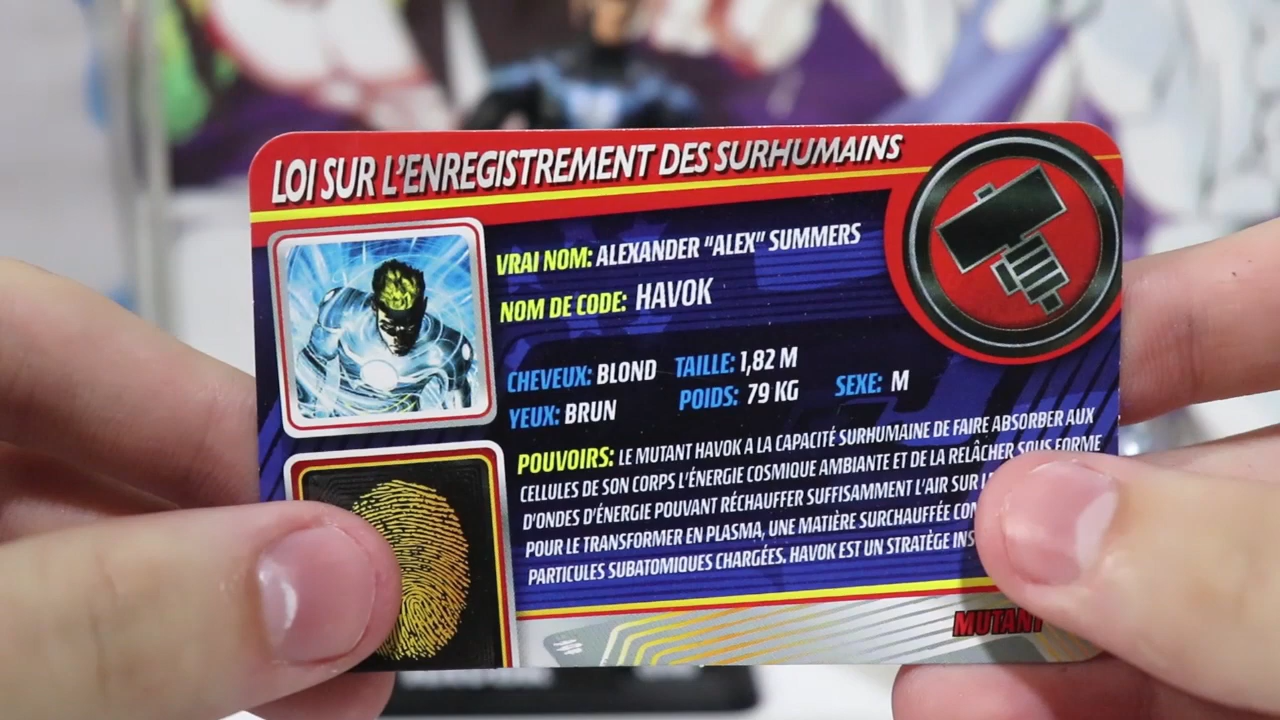 LOI SUR L'ENREGISTREMENT DES SURHUMAINS
VRAI NOM: ALEXANDER "ALEX" SUMMERS
NOM DE CODE: HAVOK
CHEVEUX: BLOND TAILLE: 1,82 M
YEUX: BRUN POIDS: 79 KG SEXE: M
POUVOIRS: LE MUTANT HAVOK A LA CAPACITÉ SURHUMAINE DE FAIRE ABSORBER AUX
CELLULES DE SON CORPS L'ÉNERGIE COSMIQUE AMBIANTE ET DE LA RELÂCHER SOUS FORME
D'ONDES D'ÉNERGIE POUVANT RÉCHAUFFER SUFFISAMMENT L'AIR SUR
POUR LE TRANSFORMER EN PLASMA, UNE MATIÈRE SURCHAUFFÉE
PARTICULES SUBATOMIQUES CHARGÉES. HAVOK EST UN STRATÈGE
MUTANT